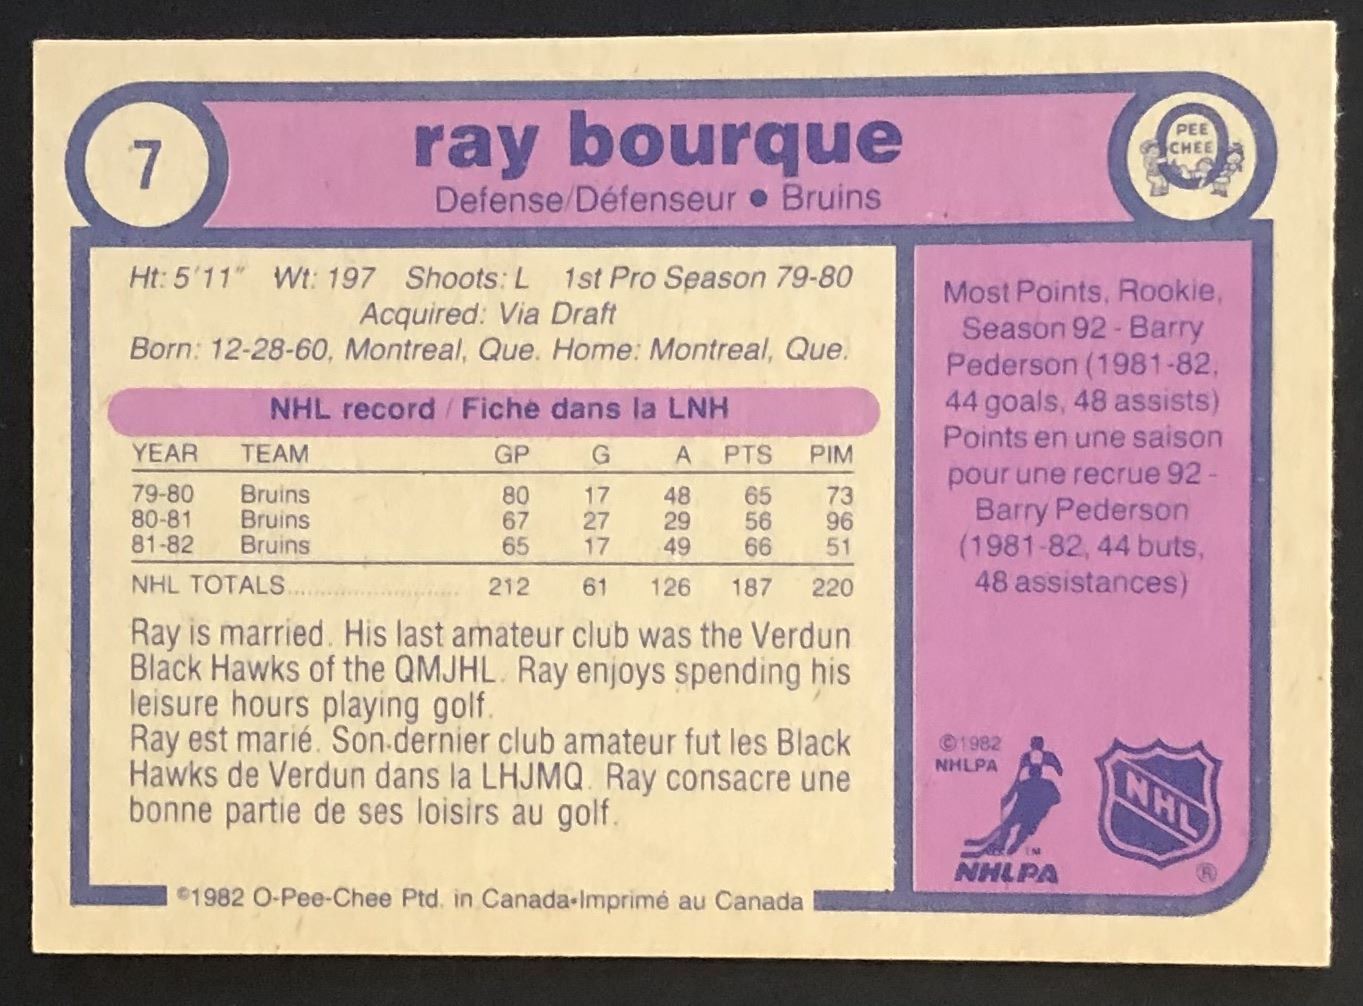 7
ray bourque
Defense/Défenseur • Bruins
O
PEE
CHEE
Ht: 5'11" Wt: 197 Shoots: L 1st Pro Season 79-80
Acquired: Via Draft
Born: 12-28-60, Montreal, Que. Home: Montreal, Que.
NHL record / Fiche dans la LNH
YEAR TEAM GP G A PTS PIM
79-80 Bruins 80 17 48 65 73
80-81 Bruins 67 27 29 56 96
81-82 Bruins 65 17 49 66 51
NHL TOTALS.......................... 212 61 126 187 220
Ray is married. His last amateur club was the Verdun
Black Hawks of the QMJHL. Ray enjoys spending his
leisure hours playing golf.
Ray est marié. Son dernier club amateur fut les Black
Hawks de Verdun dans la LHJMQ. Ray consacre une
bonne partie de ses loisirs au golf.
Most Points, Rookie,
Season 92 - Barry
Pederson (1981-82,
44 goals, 48 assists)
Points en une saison
pour une recrue 92 -
Barry Pederson
(1981-82, 44 buts,
48 assistances)
©1982
NHLPA
TM
NHLPA
NHL
®
©1982 O-Pee-Chee Ptd. in Canada•Imprimé au Canada